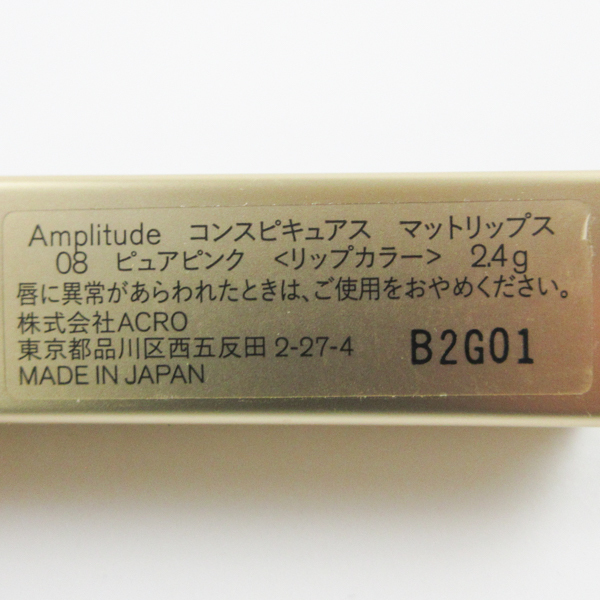 Amplitude コンスピキュアス マットリップス
08 ピュアピンク <リップカラー> 2.4g
唇に異常があらわれたときは、ご使用をおやめください。
株式会社ACRO
東京都品川区西五反田 2-27-4 B2G01
MADE IN JAPAN